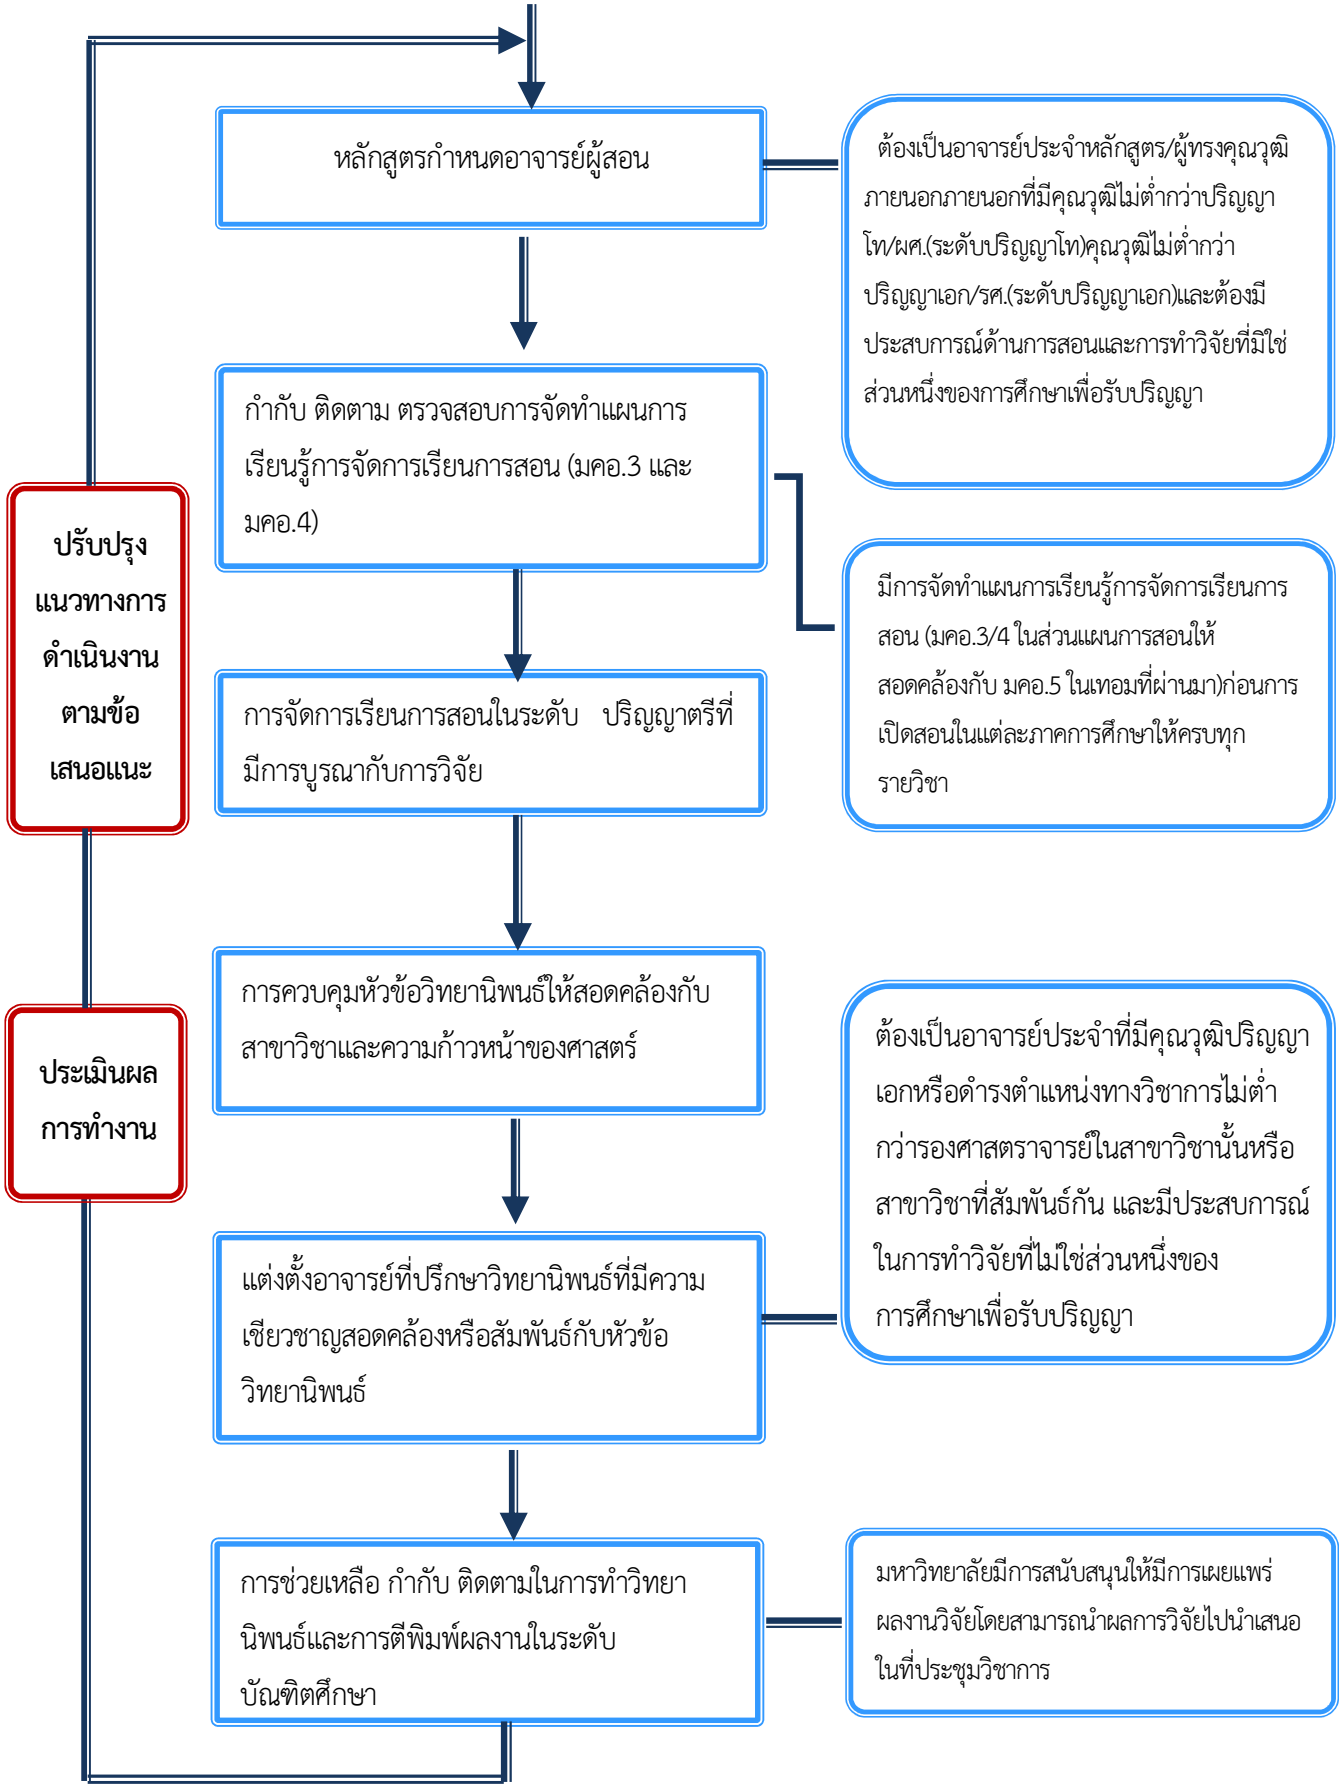 หลักสูตรกำหนดอาจารย์ผู้สอน
ต้องเป็นอาจารย์ประจำหลักสูตร/ผู้ทรงคุณวุฒิ
ภายนอกภายนอกที่มีคุณวุฒิไม่ต่ำกว่าปริญญา
โท/ผศ.(ระดับปริญญาโท)คุณวุฒิไม่ต่ำกว่า
ปริญญาเอก/รศ.(ระดับปริญญาเอก)และต้องมี
ประสบการณ์ด้านการสอนและการทำวิจัยที่มิใช่
ส่วนหนึ่งของการศึกษาเพื่อรับปริญญา
กำกับ ติดตาม ตรวจสอบการจัดทำแผนการ
เรียนรู้การจัดการเรียนการสอน (มคอ.3 และ
มคอ.4)
มีการจัดทำแผนการเรียนรู้การจัดการเรียนการ
สอน (มคอ.3/4 ในส่วนแผนการสอนให้
สอดคล้องกับ มคอ.5 ในเทอมที่ผ่านมา)ก่อนการ
เปิดสอนในแต่ละภาคการศึกษาให้ครบทุก
รายวิชา
ปรับปรุง
แนวทางการ
ดำเนินงาน
ตามข้อ
เสนอแนะ
การจัดการเรียนการสอนในระดับ ปริญญาตรีที่
มีการบูรณากับการวิจัย
การควบคุมหัวข้อวิทยานิพนธ์ให้สอดคล้องกับ
สาขาวิชาและความก้าวหน้าของศาสตร์
ประเมินผล
การทำงาน
ต้องเป็นอาจารย์ประจำที่มีคุณวุฒิปริญญา
เอกหรือดำรงตำแหน่งทางวิชาการไม่ต่ำ
กว่ารองศาสตราจารย์ในสาขาวิชานั้นหรือ
สาขาวิชาที่สัมพันธ์กัน และมีประสบการณ์
ในการทำวิจัยที่ไม่ใช่ส่วนหนึ่งของ
การศึกษาเพื่อรับปริญญา
แต่งตั้งอาจารย์ที่ปรึกษาวิทยานิพนธ์ที่มีความ
เชียวชาญสอดคล้องหรือสัมพันธ์กับหัวข้อ
วิทยานิพนธ์
การช่วยเหลือ กำกับ ติดตามในการทำวิทยา
นิพนธ์และการตีพิมพ์ผลงานในระดับ
บัณฑิตศึกษา
มหาวิทยาลัยมีการสนับสนุนให้มีการเผยแพร่
ผลงานวิจัยโดยสามารถนำผลการวิจัยไปนำเสนอ
ในที่ประชุมวิชาการ